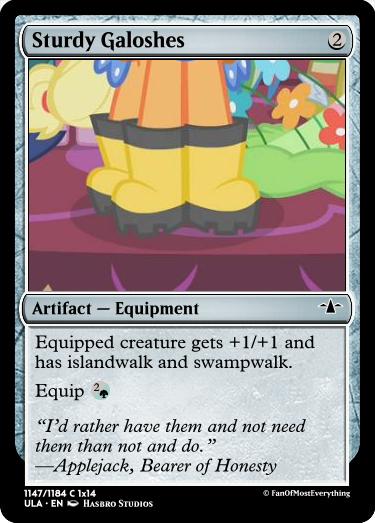 Sturdy Galoshes 2
Artifact — Equipment
Equipped creature gets +1/+1 and
has islandwalk and swampwalk.
Equip 2
“I’d rather have them and not need
them than not and do.”
—Applejack, Bearer of Honesty
1147/1184 C 1x14
ULA • EN Hasbro Studios
© FanOfMostEverything